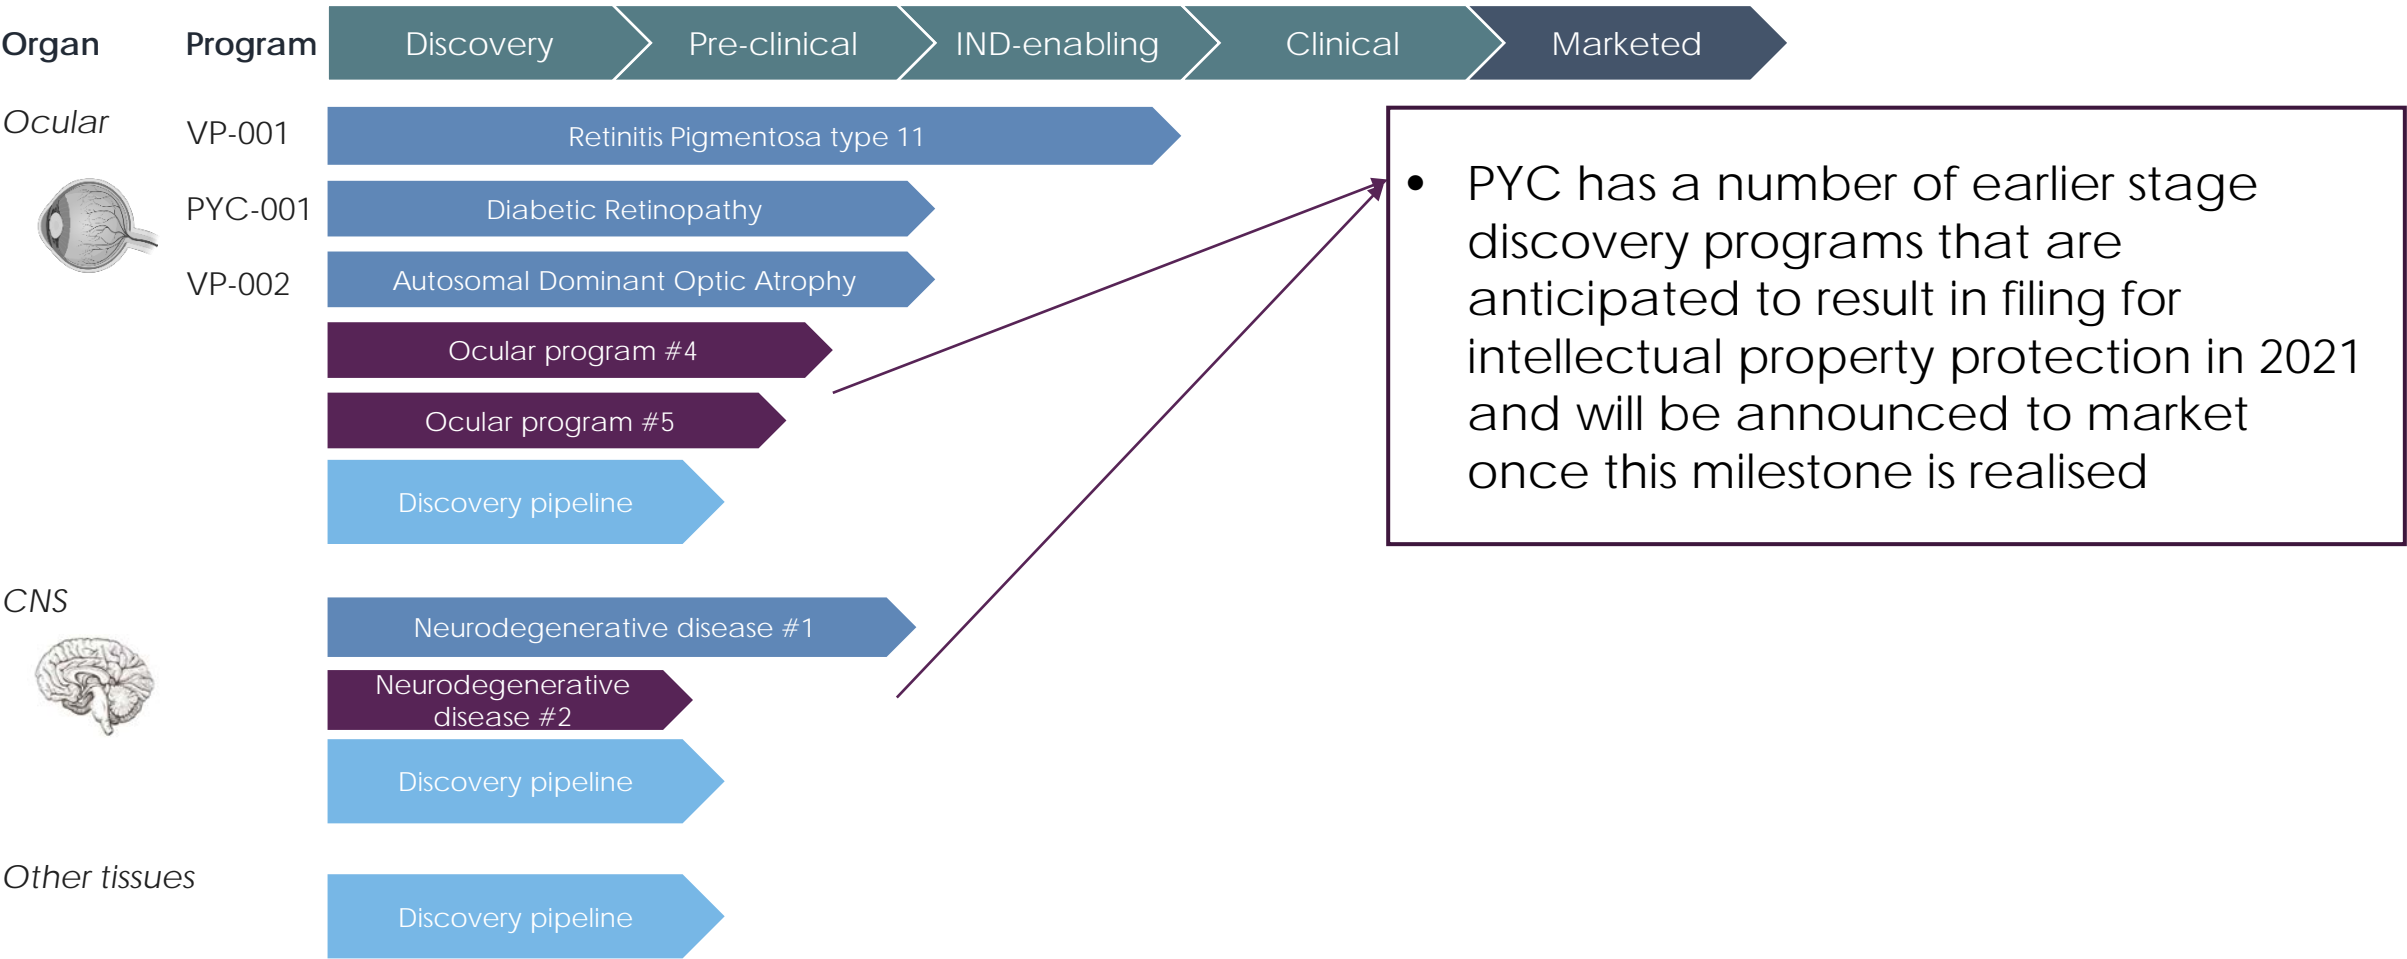 Organ Program Discovery Pre-clinical IND-enabling Clinical Marketed
Ocular
VP-001 Retinitis Pigmentosa type 11
PYC-001 Diabetic Retinopathy
VP-002 Autosomal Dominant Optic Atrophy
Ocular program #4
Ocular program #5
Discovery pipeline
• PYC has a number of earlier stage
discovery programs that are
anticipated to result in filing for
intellectual property protection in 2021
and will be announced to market
once this milestone is realised
CNS
Neurodegenerative disease #1
Neurodegenerative
disease #2
Discovery pipeline
Other tissues
Discovery pipeline